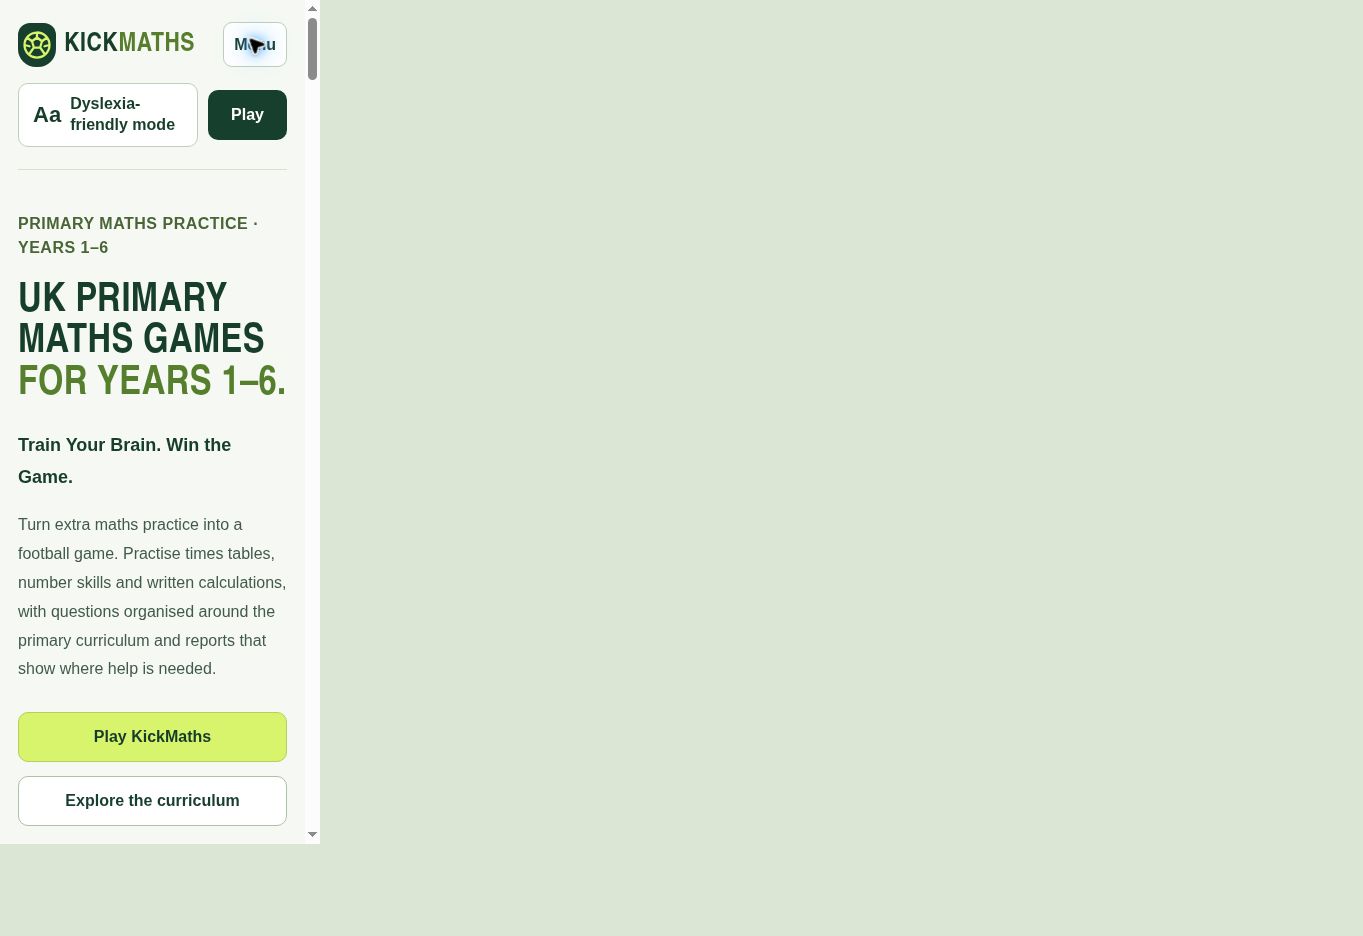 KICKMATHS
Menu
Aa
Dyslexia-
friendly mode
Play
PRIMARY MATHS PRACTICE ·
YEARS 1–6
UK PRIMARY
MATHS GAMES
FOR YEARS 1–6.
Train Your Brain. Win the
Game.
Turn extra maths practice into a
football game. Practise times tables,
number skills and written calculations,
with questions organised around the
primary curriculum and reports that
show where help is needed.
Play KickMaths
Explore the curriculum